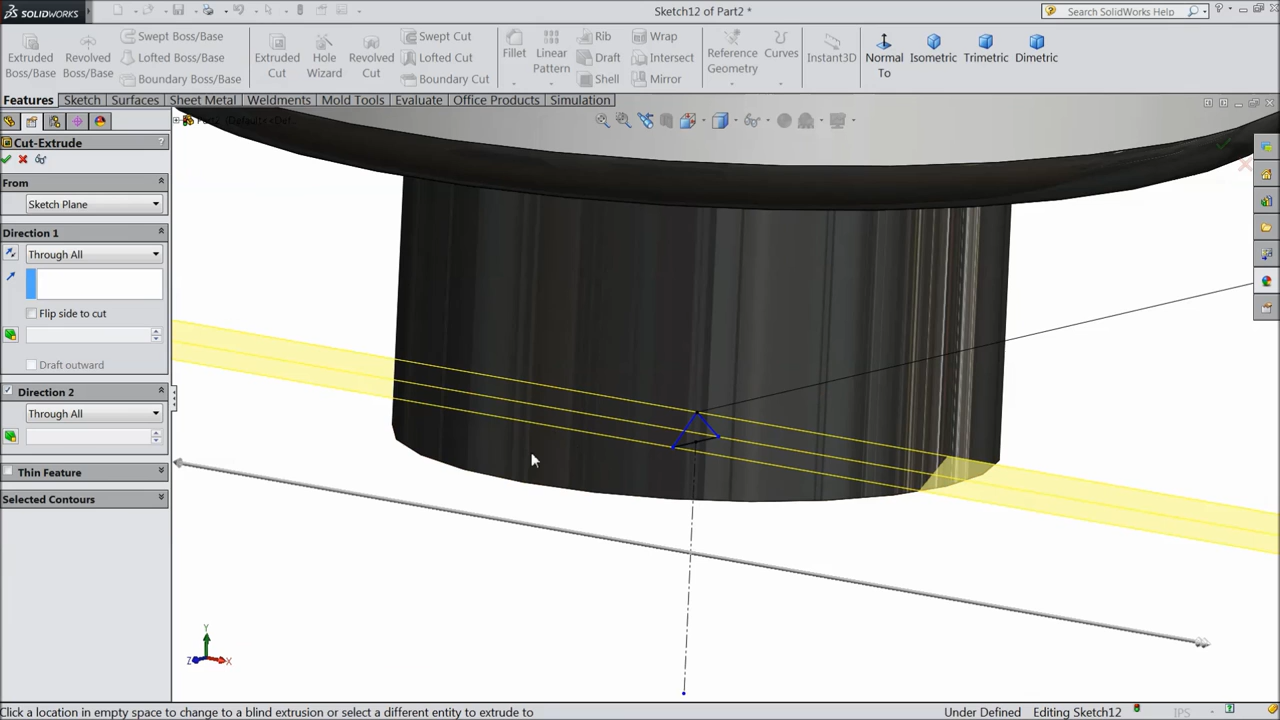 SOLIDWORKS
Sketch12 of Part2 *
Search SolidWorks Help
Extruded Boss/Base
Revolved Boss/Base
Swept Boss/Base
Lofted Boss/Base
Boundary Boss/Base
Extruded Cut
Hole Wizard
Revolved Cut
Swept Cut
Lofted Cut
Boundary Cut
Fillet
Linear Pattern
Rib
Draft
Shell
Wrap
Intersect
Mirror
Reference Geometry
Curves
Instant3D
Normal To
Isometric
Trimetric
Dimetric
Features
Sketch
Surfaces
Sheet Metal
Weldments
Mold Tools
Evaluate
Office Products
Simulation
Cut-Extrude
?
From
Sketch Plane
Direction 1
Through All
Flip side to cut
Draft outward
Direction 2
Through All
Thin Feature
Selected Contours
Y
Z
X
Click a location in empty space to change to a blind extrusion or select a different entity to extrude to
Under Defined
Editing Sketch12
IPS